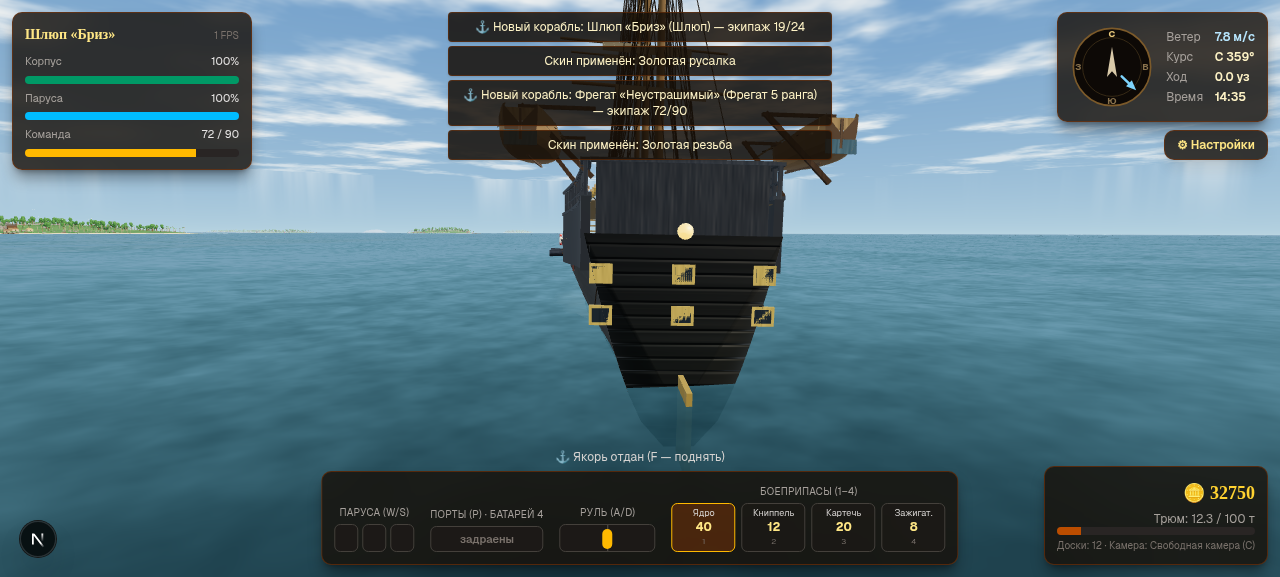 Шлюп «Бриз»
1 FPS
Корпус
100%
Паруса
100%
Команда
72 / 90
⚓ Новый корабль: Шлюп «Бриз» (Шлюп) — экипаж 19/24
Скин применён: Золотая русалка
⚓ Новый корабль: Фрегат «Неустрашимый» (Фрегат 5 ранга)
— экипаж 72/90
Скин применён: Золотая резьба
С
З
В
Ю
Ветер 7.8 м/с
Курс С 359°
Ход 0.0 уз
Время 14:35
⚙ Настройки
⚓ Якорь отдан (F — поднять)
ПАРУСА (W/S)
ПОРТЫ (P) · БАТАРЕЙ 4
задраены
РУЛЬ (A/D)
БОЕПРИПАСЫ (1–4)
Ядро
40
1
Книппель
12
2
Картечь
20
3
Зажигат.
8
4
32750
Трюм: 12.3 / 100 т
Доски: 12 · Камера: Свободная камера (C)
N